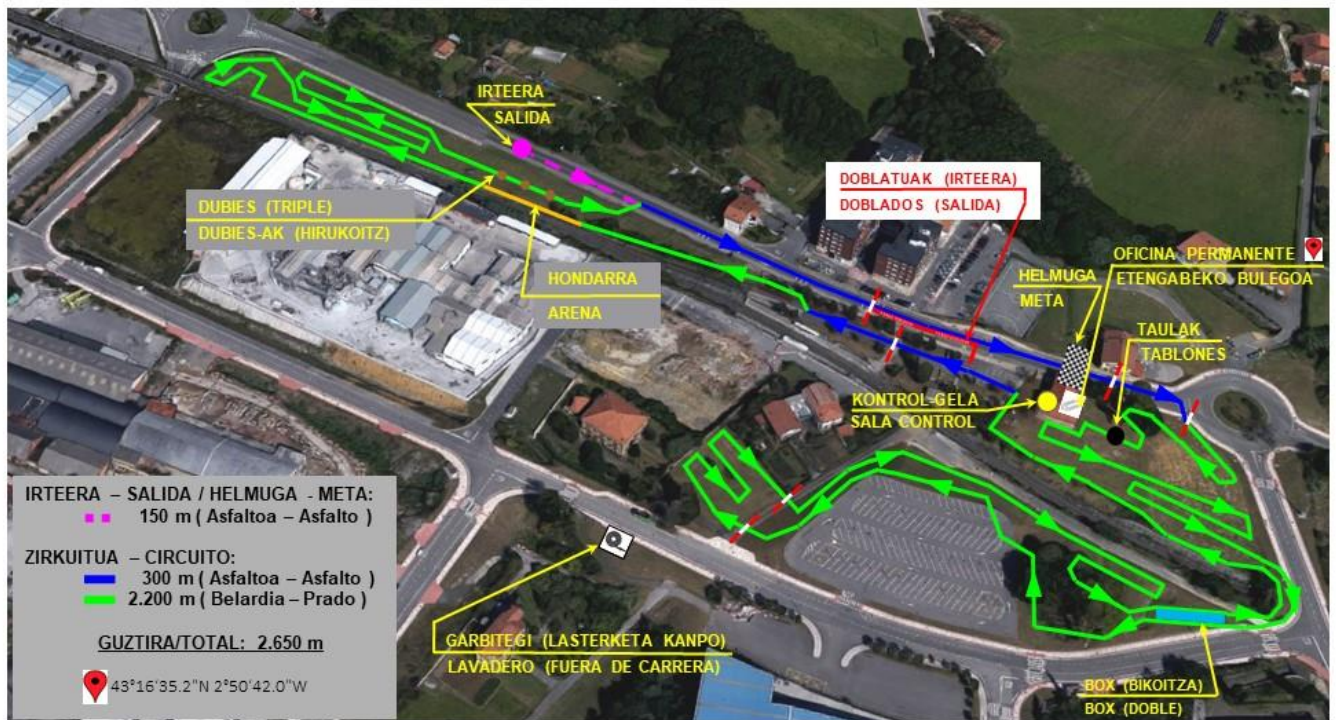 IRTEERA
SALIDA
DUBIES (TRIPLE)
DUBIES-AK (HIRUKOITZ)
HONDARRA
ARENA
DOBLATUAK (IRTEERA)
DOBLADOS (SALIDA)
OFICINA PERMANENTE
ETENGABEKO BULEGOA
HELMUGA
META
TAULAK
TABLONES
KONTROL-GELA
SALA CONTROL
IRTEERA – SALIDA / HELMUGA - META:
150 m ( Asfaltoa – Asfalto )
ZIRKUITUA – CIRCUITO:
300 m ( Asfaltoa – Asfalto )
2.200 m ( Belardia – Prado )
GUZTIRA/TOTAL: 2.650 m
43°16'35.2"N 2°50'42.0"W
GARBITEGI (LASTERKETA KANPO)
LAVADERO (FUERA DE CARRERA)
BOX (BIKOITZA)
BOX (DOBLE)